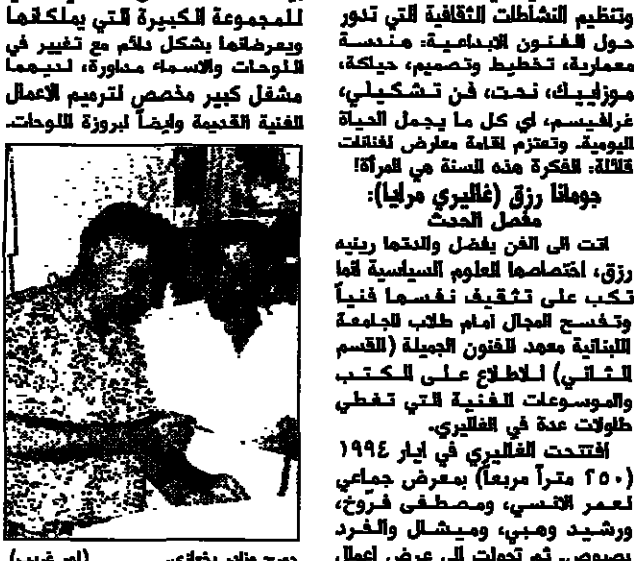 وتنظيم النشاطات الثقافية التي تدور
حول الفنون الابداعية: هندسة
معمارية، تخطيط وتصميم، حياكة،
موزاييك، نحت، فن تشكيلي،
غرافيسم، اي كل ما يجمل الحياة
اليومية. وتعتزم اقامة معارض لفنانات
قائلة: الفكرة هذه السنة هي المرأة!
جومانا رزق (غاليري مرايا):
مفصل الحدث
اتت الى الفن بفضل والدتها رينيه
رزق، اختصاصها العلوم السياسية انما
تكب على تثقيف نفسها فنياً
وتفسح المجال امام طلاب الجامعة
اللبنانية معهد الفنون الجميلة (القسم
الثاني) للاطلاع على الكتب
والموسوعات الفنية التي تغطي
طاولات عدة في الغاليري.
افتتحت الغاليري في ايار ١٩٩٤
(٢٥٠ متراً مربعاً) بمعرض جماعي
لعمر الانسي، ومصطفى فرّوخ،
ورشيد وهبي، وميشال والفرد
بصبوص. ثم تحولت الى عرض اعمال
للمجموعة الكبيرة التي يملكانها
ويعرضانها بشكل دائم مع تغيير في
اللوحات والاسماء مداورة، لديهما
مشغل كبير مخصص لترميم الاعمال
الفنية القديمة وايضاً لبروزة اللوحات.
جورج ونادر بخعازي.